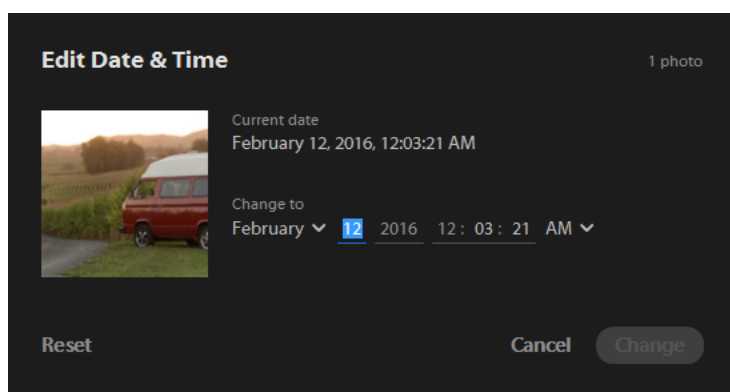 Edit Date & Time
1 photo
Current date
February 12, 2016, 12:03:21 AM
Change to
February 12 2016 12 : 03 : 21 AM
Reset
Cancel
Change